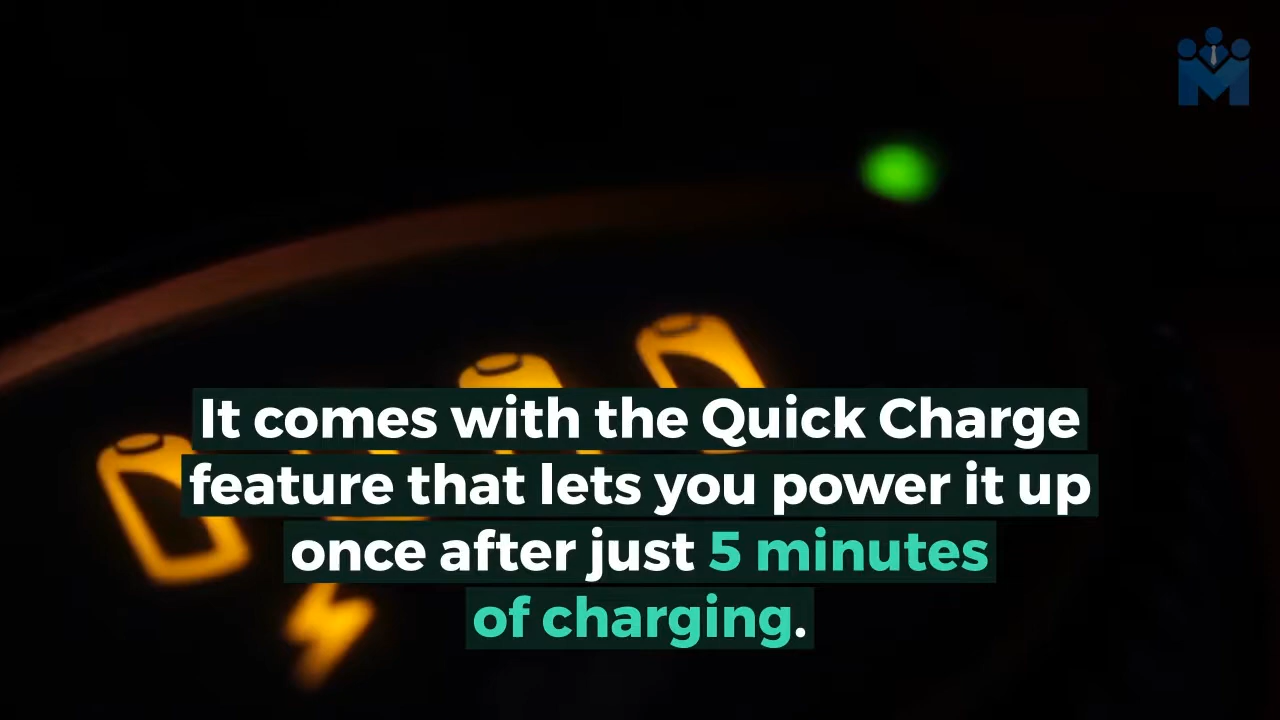 It comes with the Quick Charge
feature that lets you power it up
once after just 5 minutes
of charging.